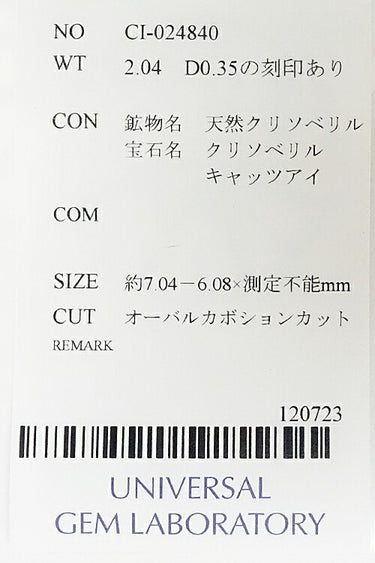 NO CI-024840
WT 2.04 D0.35の刻印あり
CON 鉱物名 天然クリソベリル
宝石名 クリソベリル
キャッツアイ
COM
SIZE 約7.04－6.08×測定不能mm
CUT オーバルカボションカット
REMARK
120723
UNIVERSAL
GEM LABORATORY